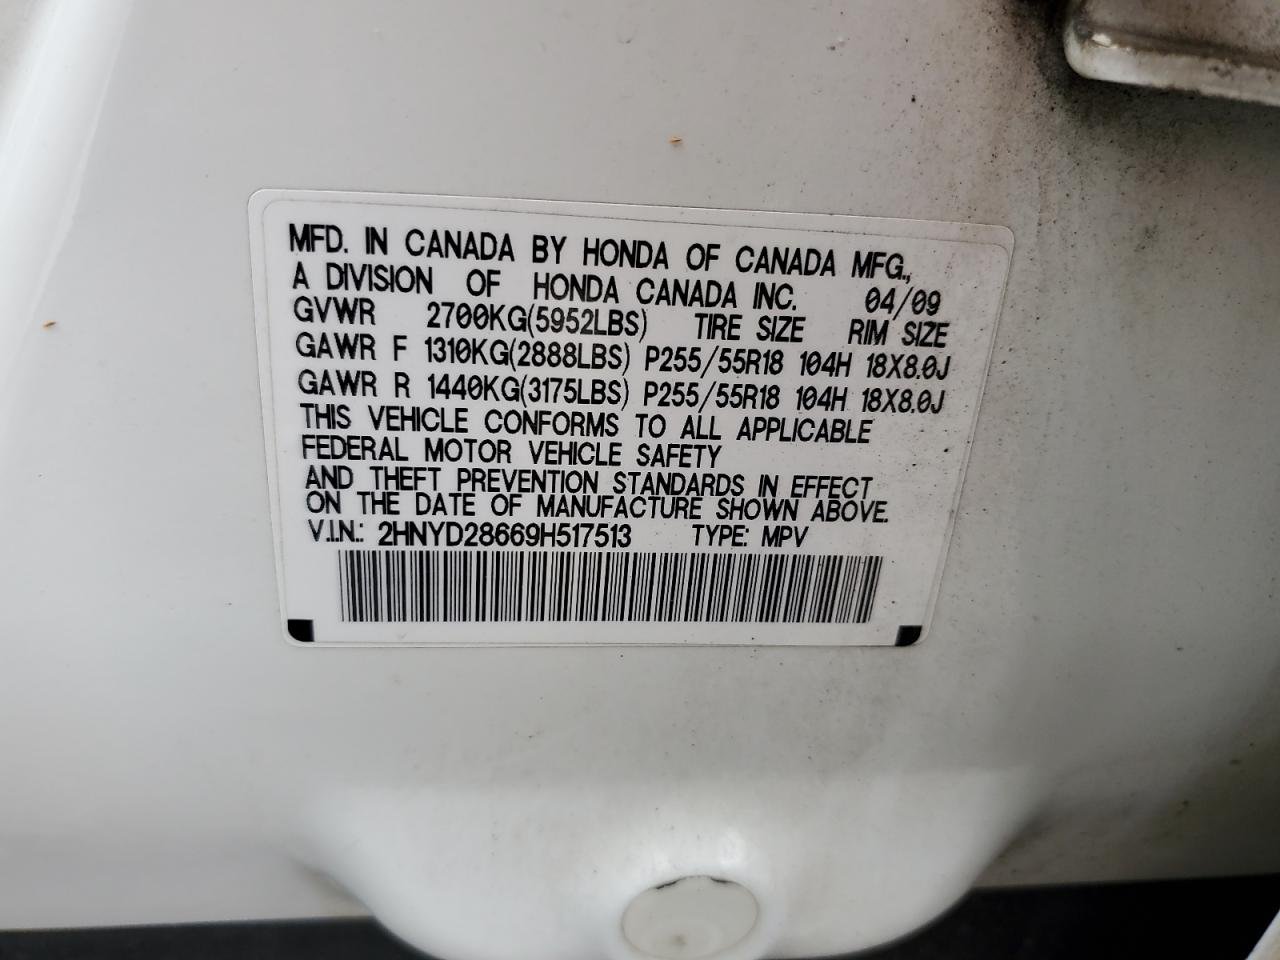 MFD. IN CANADA BY HONDA OF CANADA MFG.,
A DIVISION OF HONDA CANADA INC. 04/09
GVWR 2700KG(5952LBS) TIRE SIZE RIM SIZE
GAWR F 1310KG(2888LBS) P255/55R18 104H 18X8.0J
GAWR R 1440KG(3175LBS) P255/55R18 104H 18X8.0J
THIS VEHICLE CONFORMS TO ALL APPLICABLE
FEDERAL MOTOR VEHICLE SAFETY
AND THEFT PREVENTION STANDARDS IN EFFECT
ON THE DATE OF MANUFACTURE SHOWN ABOVE.
V.I.N.: 2HNYD28669H517513 TYPE: MPV